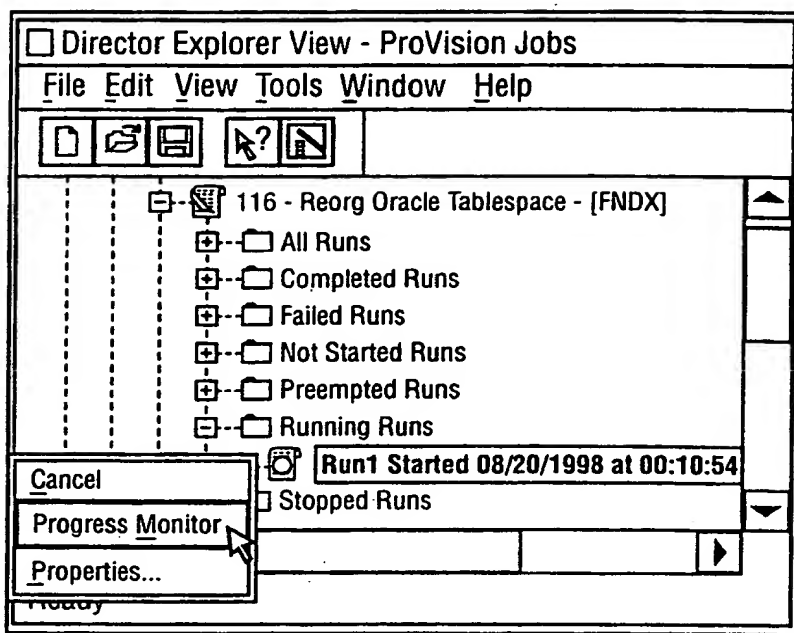 Director Explorer View - ProVision Jobs
File Edit View Tools Window Help
?
116 - Reorg Oracle Tablespace - [FNDX]
All Runs
Completed Runs
Failed Runs
Not Started Runs
Preempted Runs
Running Runs
Run1 Started 08/20/1998 at 00:10:54
Stopped Runs
Cancel
Progress Monitor
Properties...
Ready